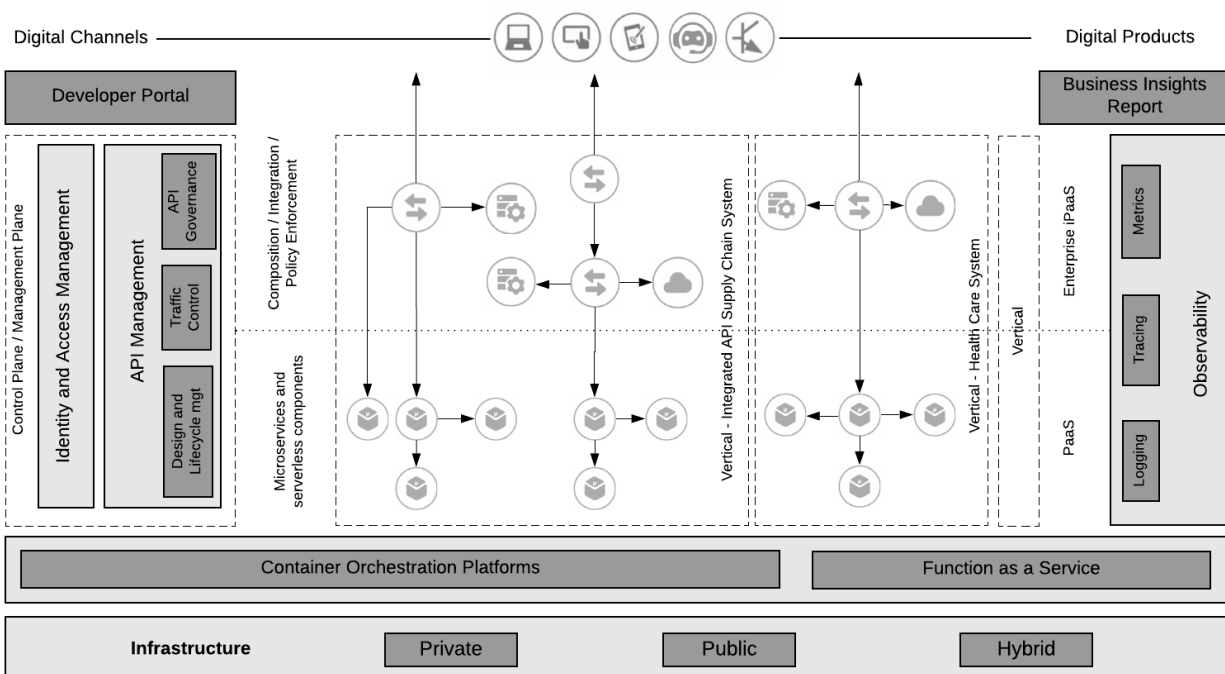 Digital Channels
Digital Products
Developer Portal
Business Insights
Report
Control Plane / Management Plane
Identity and Access Management
API Management
API
Governance
Traffic
Control
Design and
Lifecycle mgt
Composition / Integration /
Policy Enforcement
Microservices and
serverless components
Vertical - Integrated API Supply Chain System
Vertical - Health Care System
Vertical
Enterprise iPaaS
PaaS
Metrics
Tracing
Logging
Observability
Container Orchestration Platforms
Function as a Service
Infrastructure
Private
Public
Hybrid